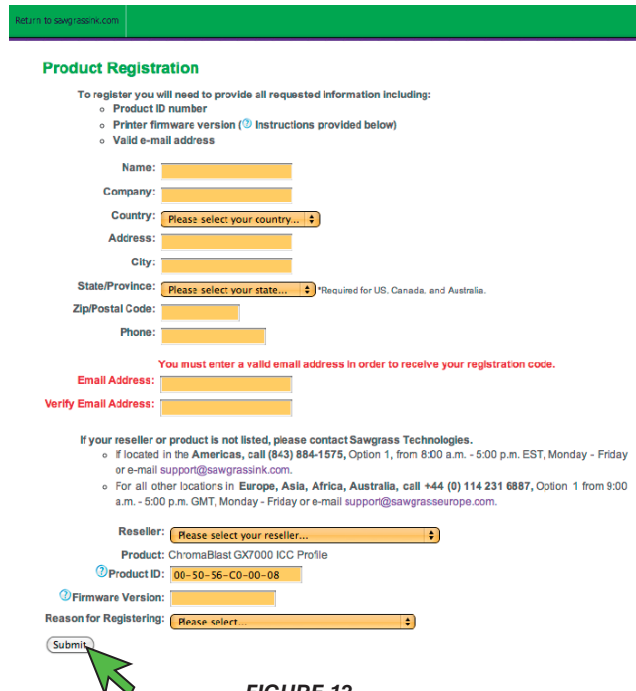 Return to sawgrassink.com
Product Registration
To register you will need to provide all requested information including:
Product ID number
Printer firmware version (? Instructions provided below)
Valid e-mail address
Name:
Company:
Country: Please select your country...
Address:
City:
State/Province: Please select your state... *Required for US, Canada, and Australia.
Zip/Postal Code:
Phone:
You must enter a valid email address in order to receive your registration code.
Email Address:
Verify Email Address:
If your reseller or product is not listed, please contact Sawgrass Technologies.
If located in the Americas, call (843) 884-1575, Option 1, from 8:00 a.m. - 5:00 p.m. EST, Monday - Friday
or e-mail support@sawgrassink.com.
For all other locations in Europe, Asia, Africa, Australia, call +44 (0) 114 231 6887, Option 1 from 9:00
a.m. - 5:00 p.m. GMT, Monday - Friday or e-mail support@sawgrasseurope.com.
Reseller: Please select your reseller...
Product: ChromaBlast GX7000 ICC Profile
? Product ID: 00-50-56-C0-00-08
? Firmware Version:
Reason for Registering: Please select...
Submit
FIGURE 12